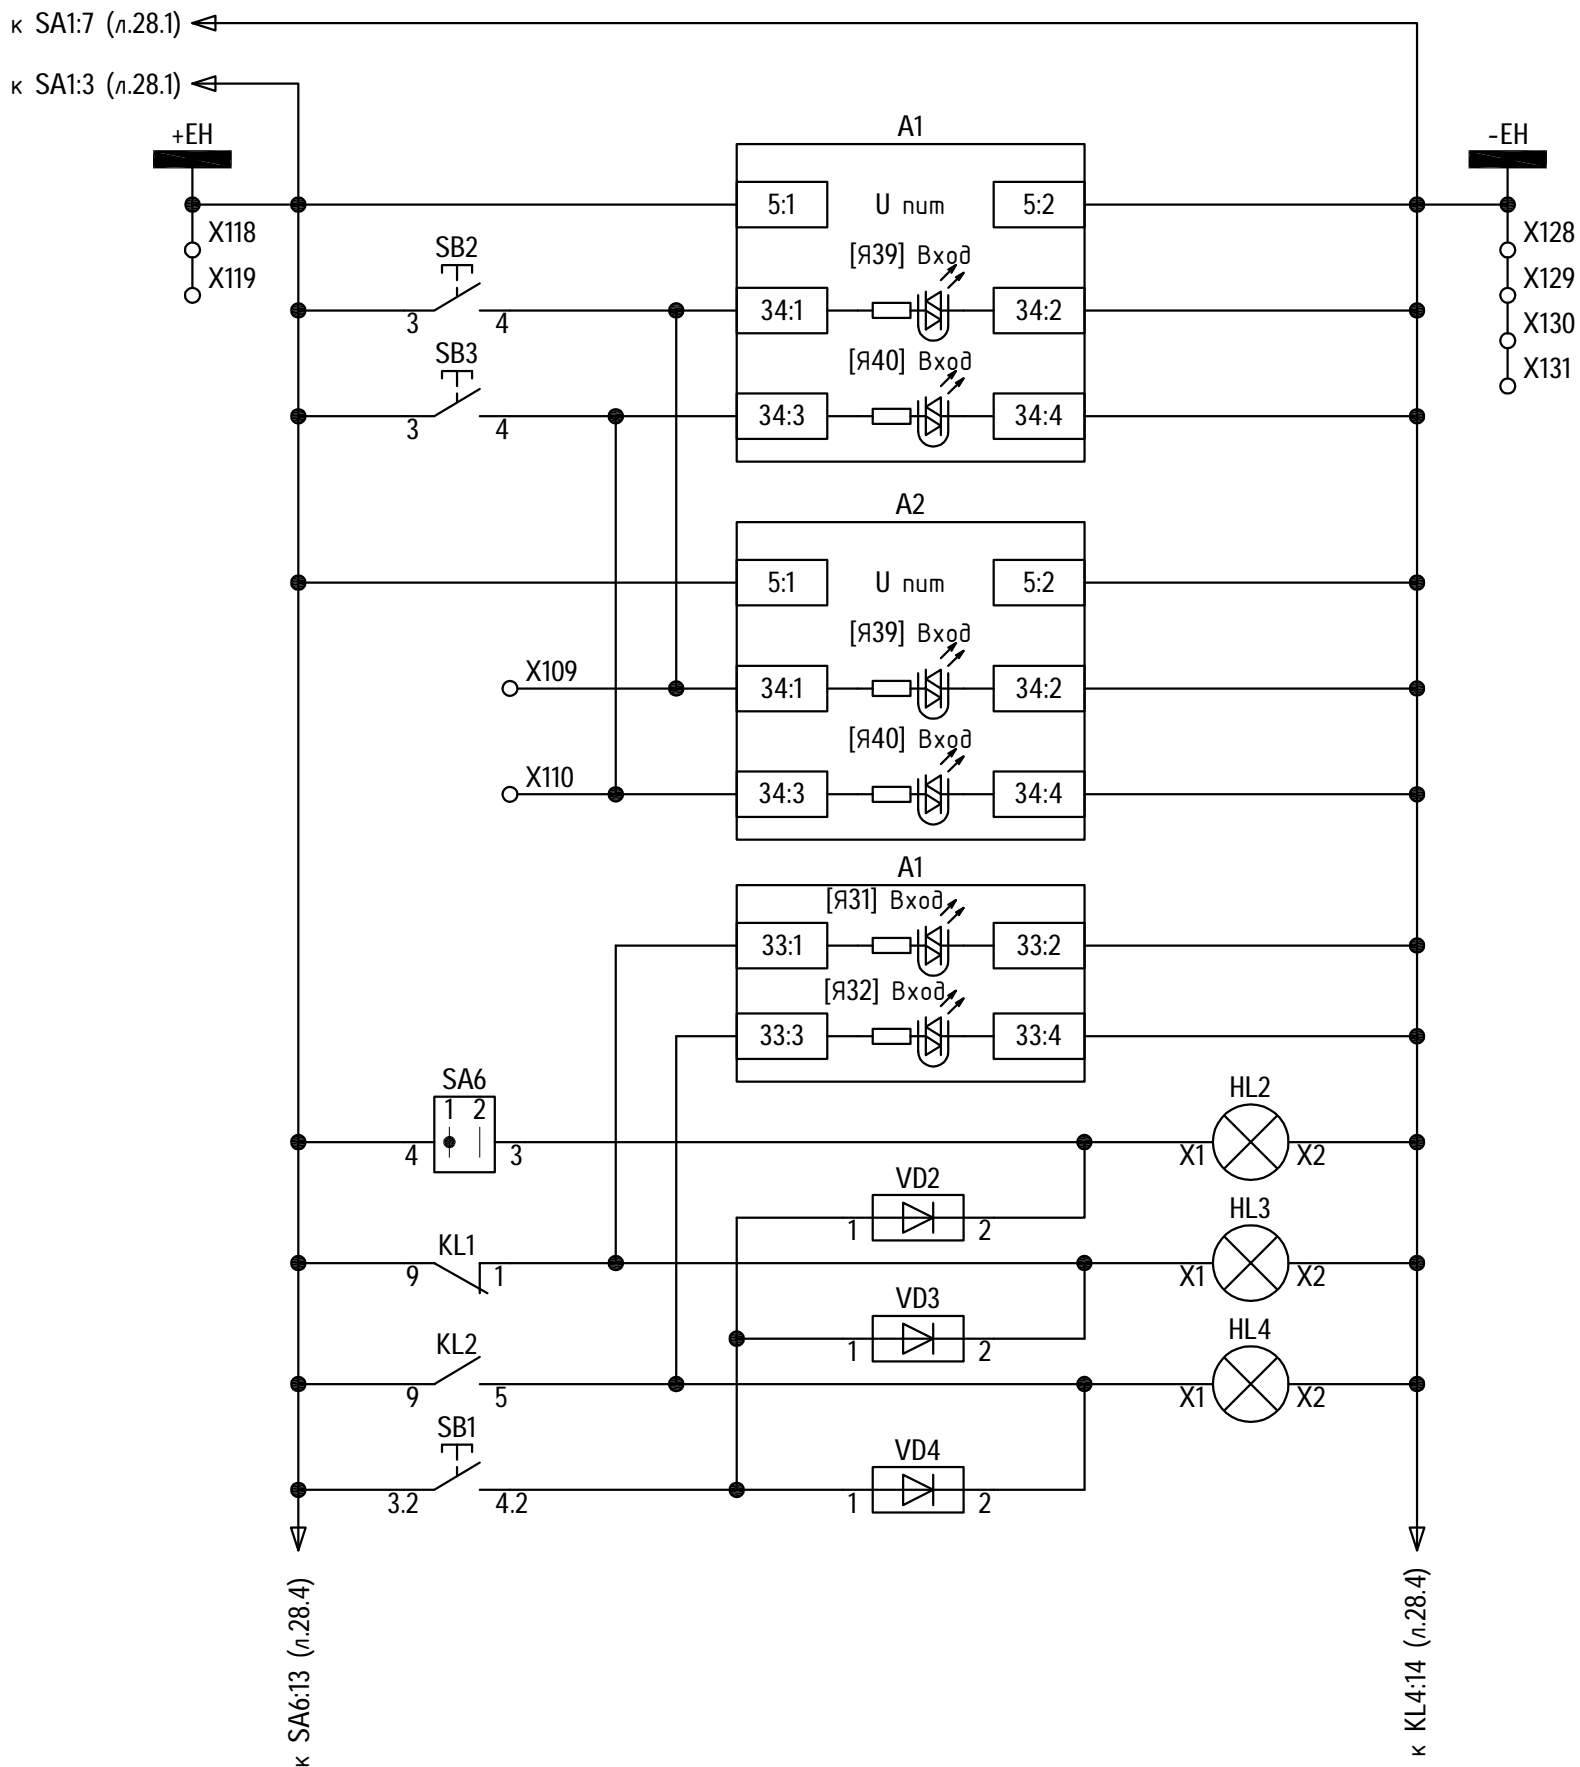 к SA1:7 (л.28.1)
к SA1:3 (л.28.1)
+EH
A1
-EH
5:1 U пит 5:2
X118
X128
X119
SB2
[Я39] Вход
X129
3 4
34:1 34:2
X130
SB3
[Я40] Вход
X131
3 4
34:3 34:4
A2
5:1 U пит 5:2
[Я39] Вход
X109
34:1 34:2
[Я40] Вход
X110
34:3 34:4
A1
[Я31] Вход
33:1 33:2
[Я32] Вход
33:3 33:4
SA6
1 2
HL2
4 3
X1 X2
VD2
1 2
HL3
KL1
9 1
X1 X2
VD3
1 2
HL4
KL2
9 5
X1 X2
SB1
VD4
3.2 4.2
1 2
к SA6:13 (л.28.4)
к KL4:14 (л.28.4)